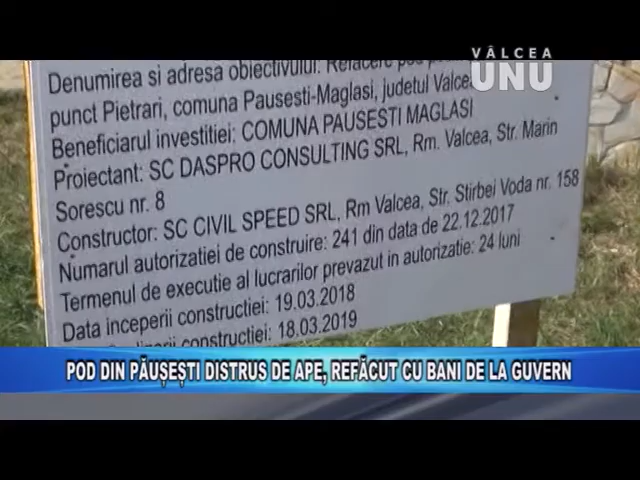 VÂLCEA
UNU
Denumirea si adresa obiectivului: Refacere pod
punct Pietrari, comuna Pausesti-Maglasi, judetul Valcea
Beneficiarul investitiei: COMUNA PAUSESTI MAGLASI
Proiectant: SC DASPRO CONSULTING SRL, Rm. Valcea, Str. Marin
Sorescu nr. 8
Constructor: SC CIVIL SPEED SRL, Rm Valcea, Str. Stirbei Voda nr. 158
Numarul autorizatiei de construire: 241 din data de 22.12.2017
Termenul de executie al lucrarilor prevazut in autorizatie: 24 luni
Data inceperii constructiei: 19.03.2018
constructiei: 18.03.2019
POD DIN PĂUȘEȘTI DISTRUS DE APE, REFĂCUT CU BANI DE LA GUVERN